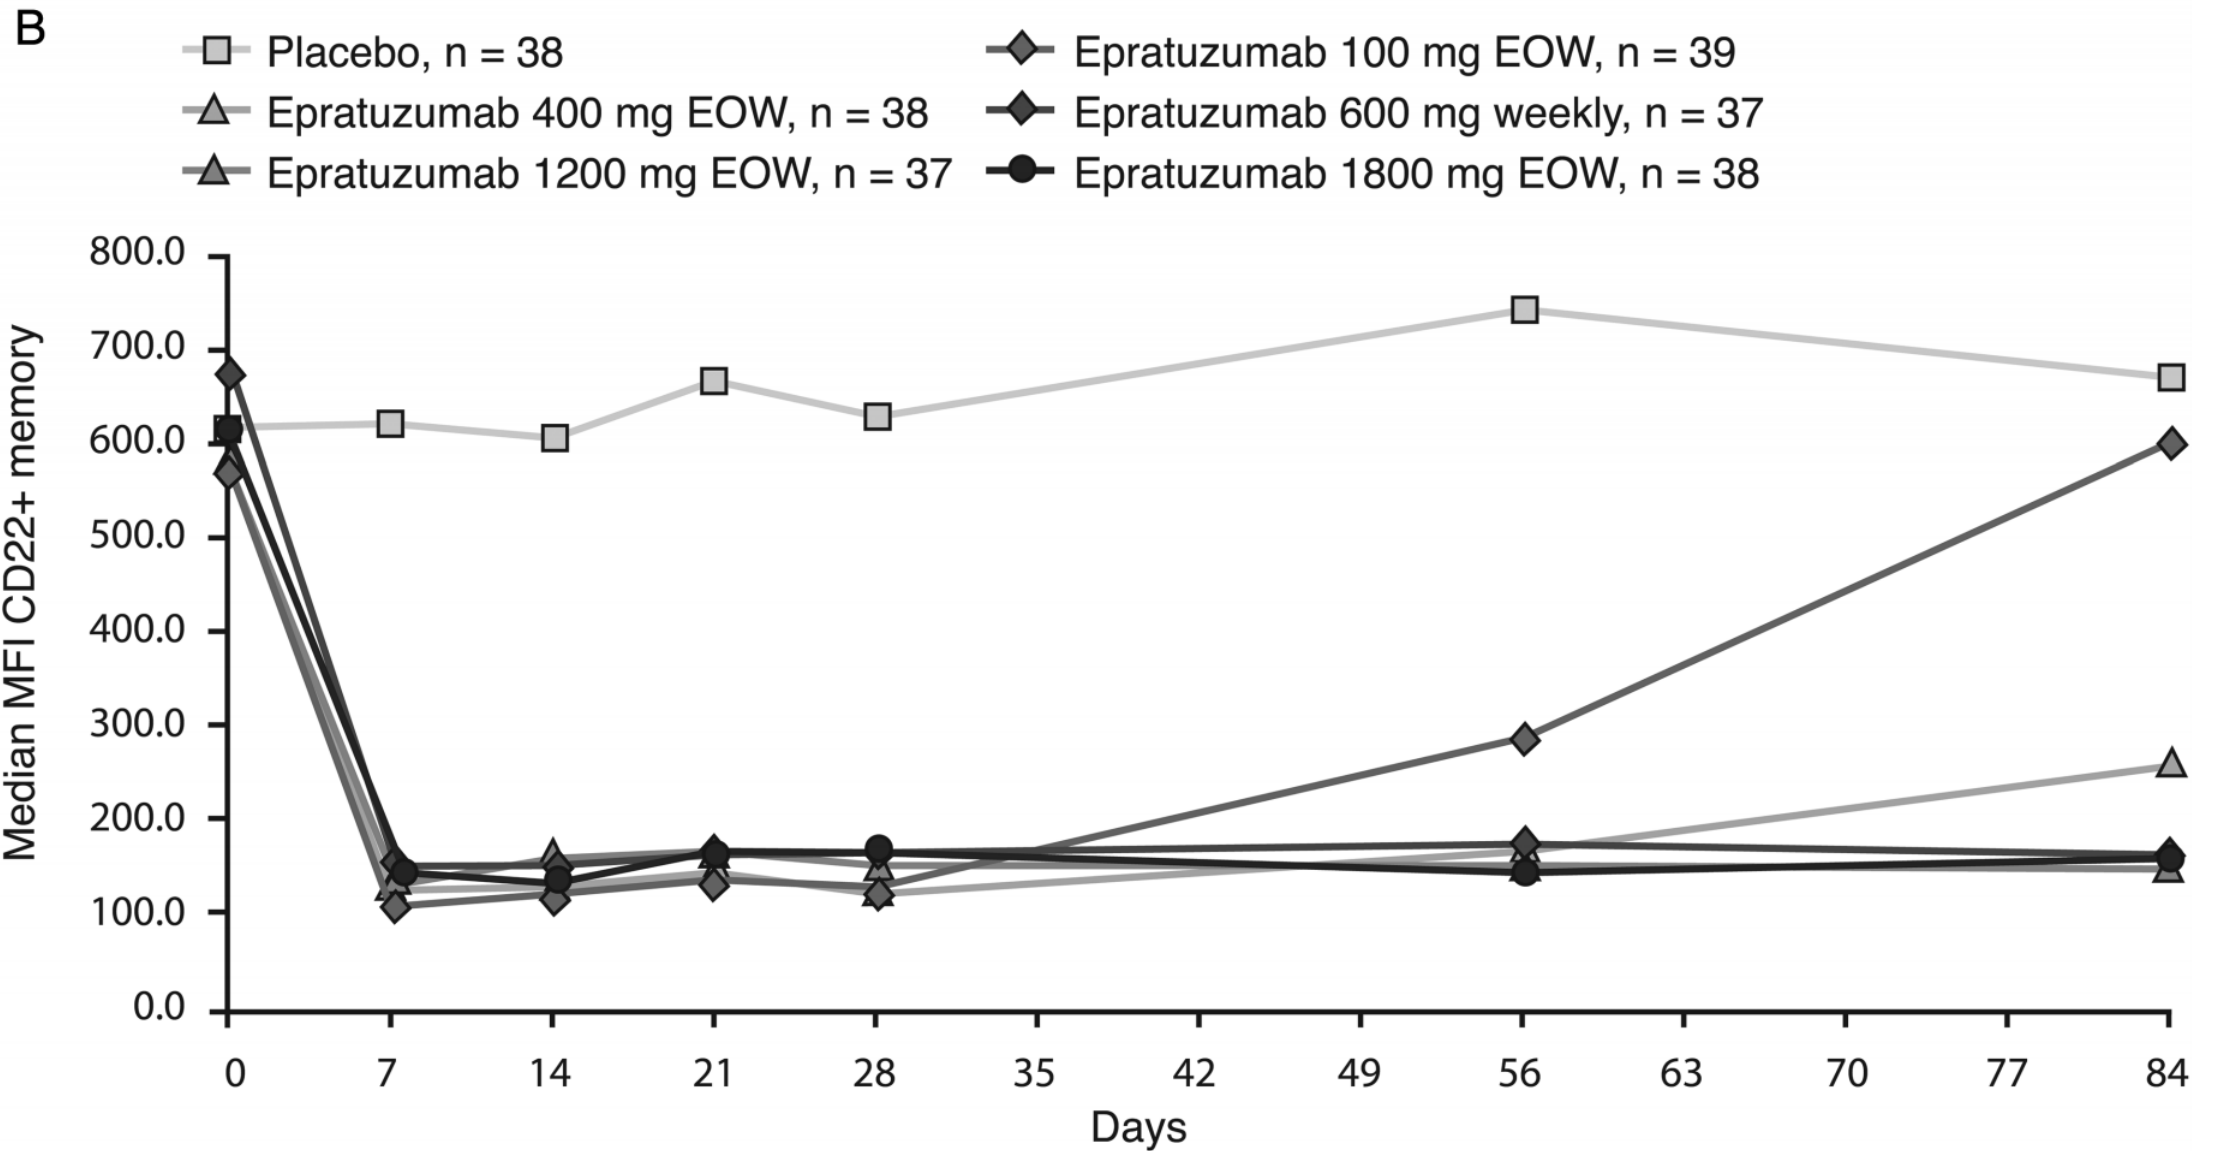 B
Placebo, n = 38
Epratuzumab 100 mg EOW, n = 39
Epratuzumab 400 mg EOW, n = 38
Epratuzumab 600 mg weekly, n = 37
Epratuzumab 1200 mg EOW, n = 37
Epratuzumab 1800 mg EOW, n = 38
Median MFI CD22+ memory
800.0
700.0
600.0
500.0
400.0
300.0
200.0
100.0
0.0
0 7 14 21 28 35 42 49 56 63 70 77 84
Days